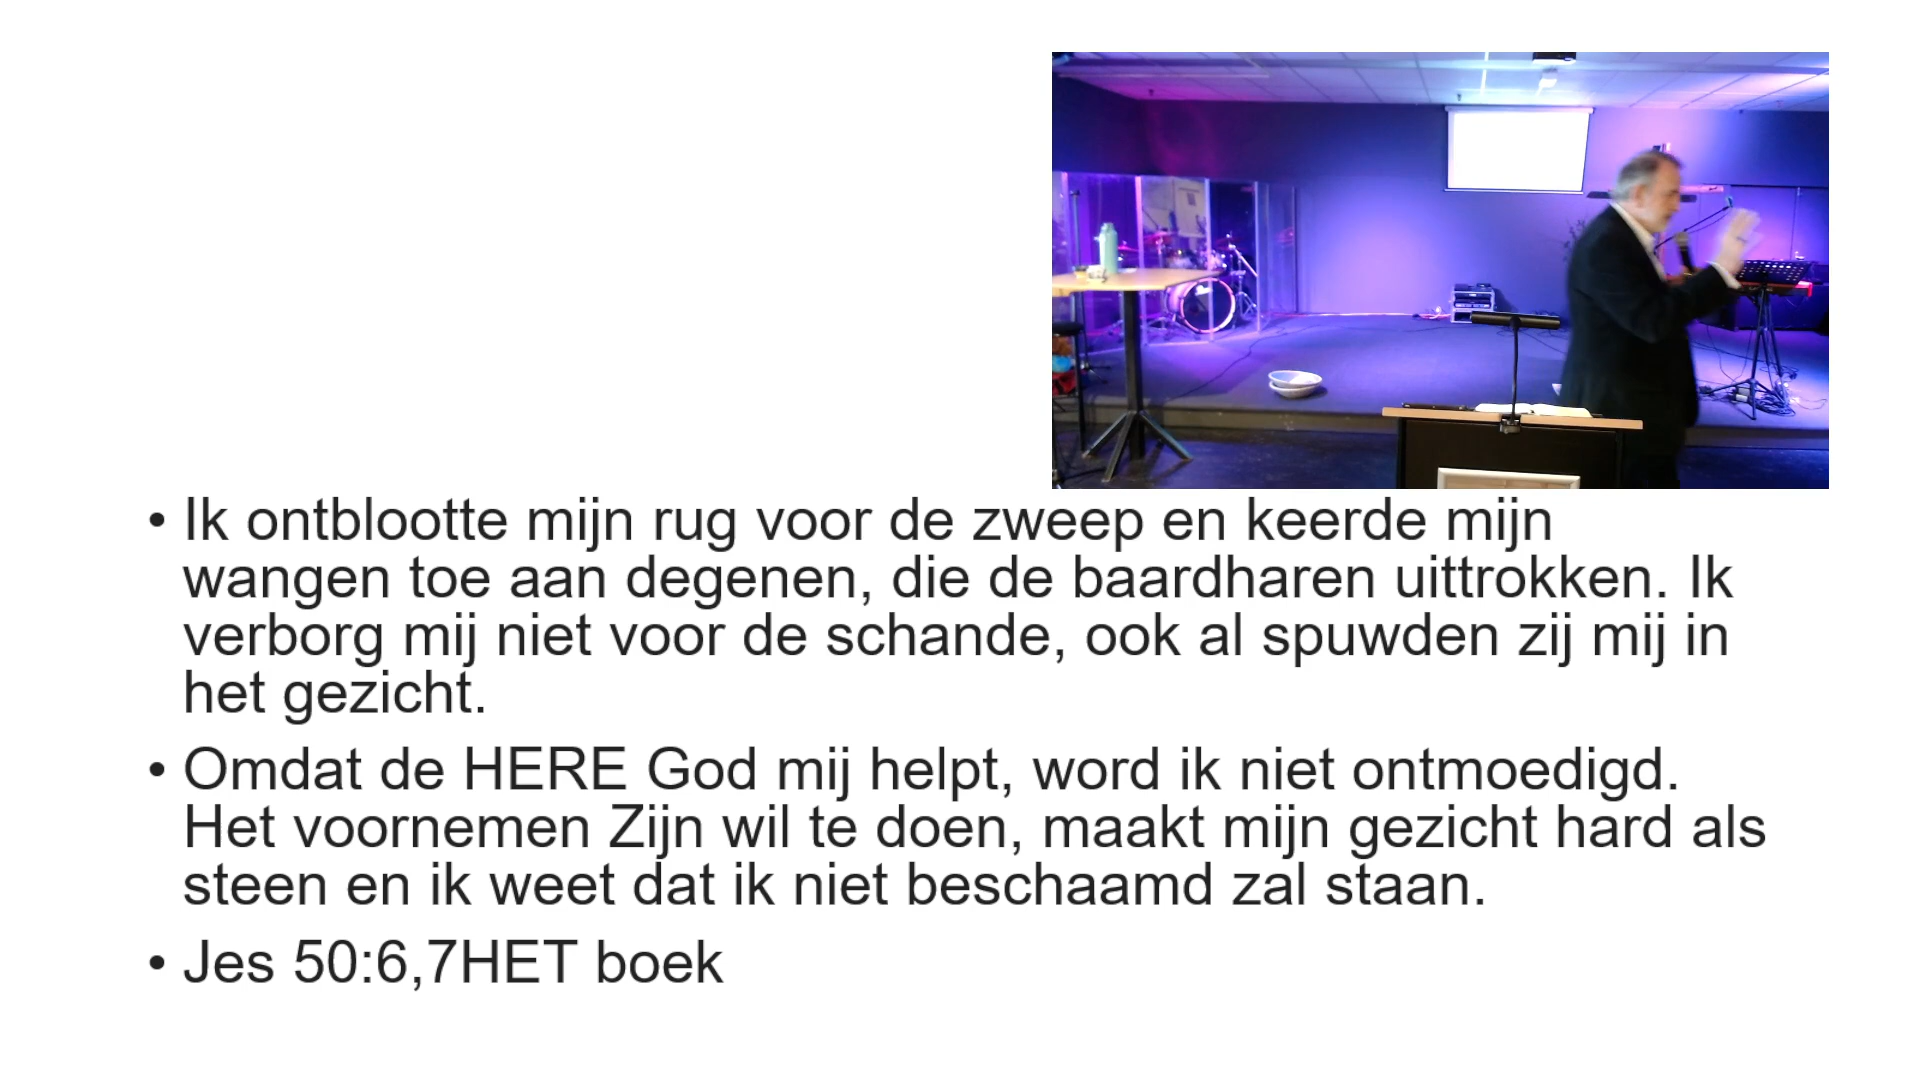 • Ik ontblootte mijn rug voor de zweep en keerde mijn
wangen toe aan degenen, die de baardharen uittrokken. Ik
verborg mij niet voor de schande, ook al spuwden zij mij in
het gezicht.
• Omdat de HERE God mij helpt, word ik niet ontmoedigd.
Het voornemen Zijn wil te doen, maakt mijn gezicht hard als
steen en ik weet dat ik niet beschaamd zal staan.
• Jes 50:6,7HET boek